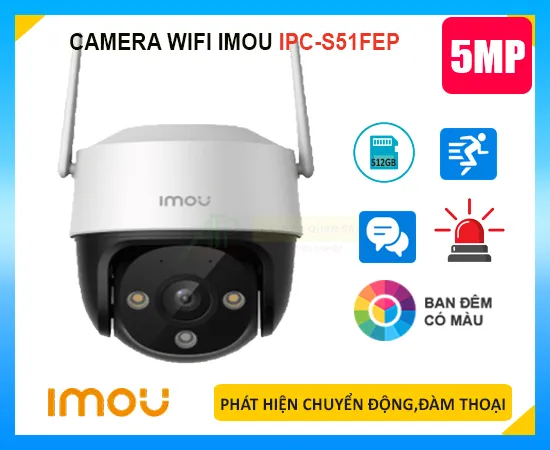 CAMERA WIFI IMOU IPC-S51FEP
5MP
imou
512GB
BAN ĐÊM
CÓ MÀU
imou
PHÁT HIỆN CHUYỂN ĐỘNG,ĐÀM THOẠI